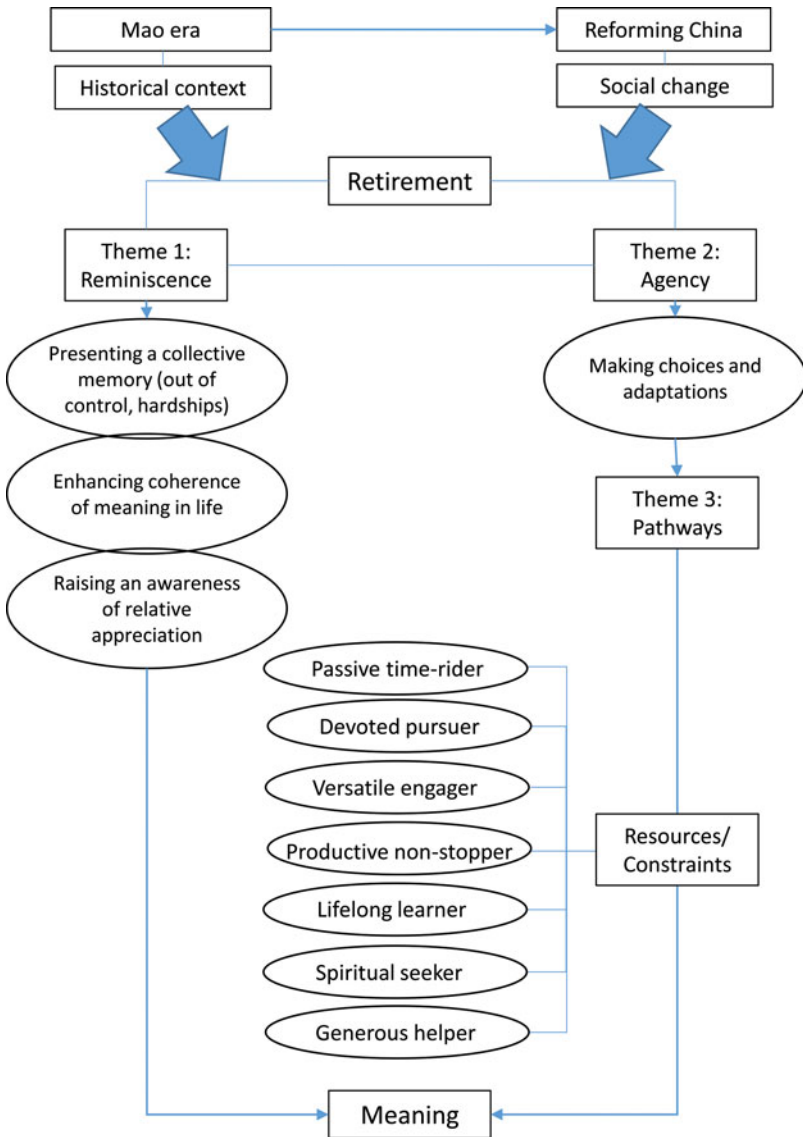 Mao era
Reforming China
Historical context
Social change
Retirement
Theme 1:
Reminiscence
Theme 2:
Agency
Presenting a collective
memory (out of
control, hardships)
Making choices and
adaptations
Enhancing coherence
of meaning in life
Theme 3:
Pathways
Raising an awareness
of relative
appreciation
Passive time-rider
Devoted pursuer
Versatile engager
Productive non-stopper
Resources/
Constraints
Lifelong learner
Spiritual seeker
Generous helper
Meaning